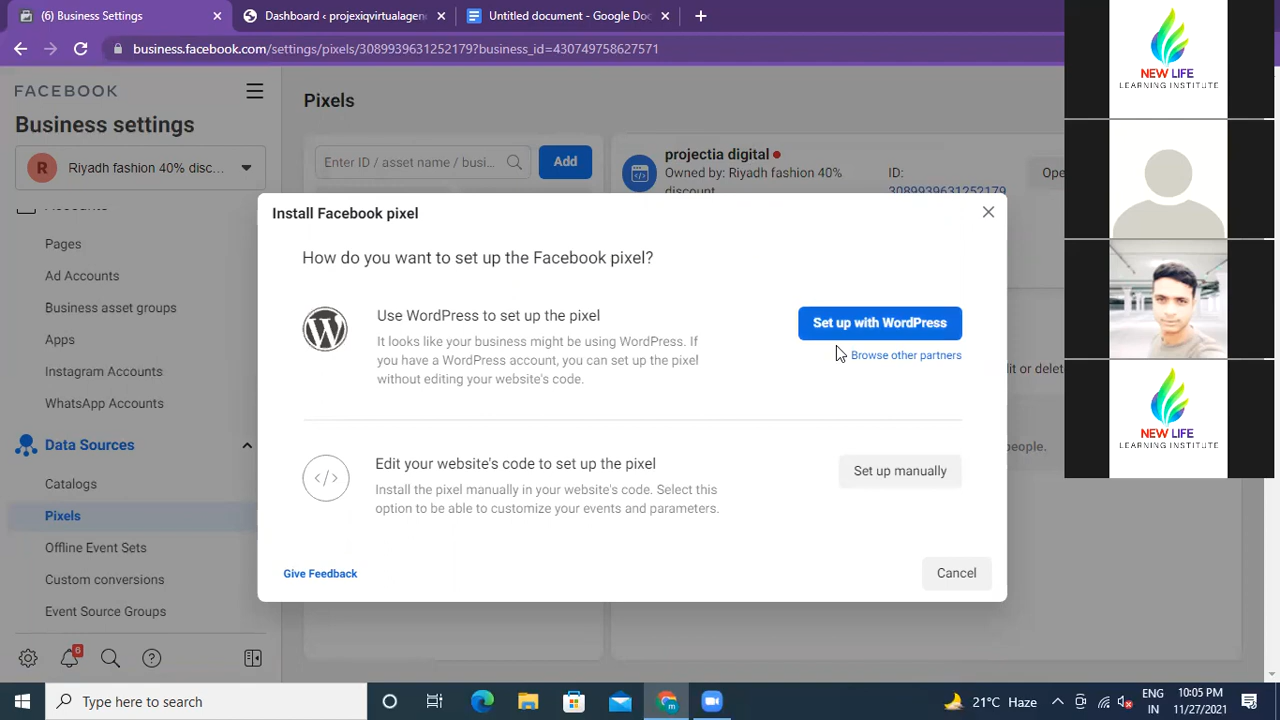 (6) Business Settings
Dashboard ‹ projexiqvirtualagen
Untitled document - Google Doc
business.facebook.com/settings/pixels/3089939631252179?business_id=430749758627571
FACEBOOK
Business settings
R
Riyadh fashion 40% disc...
Pages
Ad Accounts
Business asset groups
Apps
Instagram Accounts
WhatsApp Accounts
Data Sources
Catalogs
Pixels
Offline Event Sets
Custom conversions
Event Source Groups
6
Pixels
Enter ID / asset name / busi...
Add
projectia digital
Owned by: Riyadh fashion 40%
discount
ID:
3089939631252179
Ope
Install Facebook pixel
How do you want to set up the Facebook pixel?
Use WordPress to set up the pixel
It looks like your business might be using WordPress. If
you have a WordPress account, you can set up the pixel
without editing your website's code.
Set up with WordPress
Browse other partners
Edit your website's code to set up the pixel
Install the pixel manually in your website's code. Select this
option to be able to customize your events and parameters.
Set up manually
Give Feedback
Cancel
dit or delete
eople.
NEW LIFE
LEARNING INSTITUTE
NEW LIFE
LEARNING INSTITUTE
Type here to search
21°C Haze
ENG
IN
10:05 PM
11/27/2021